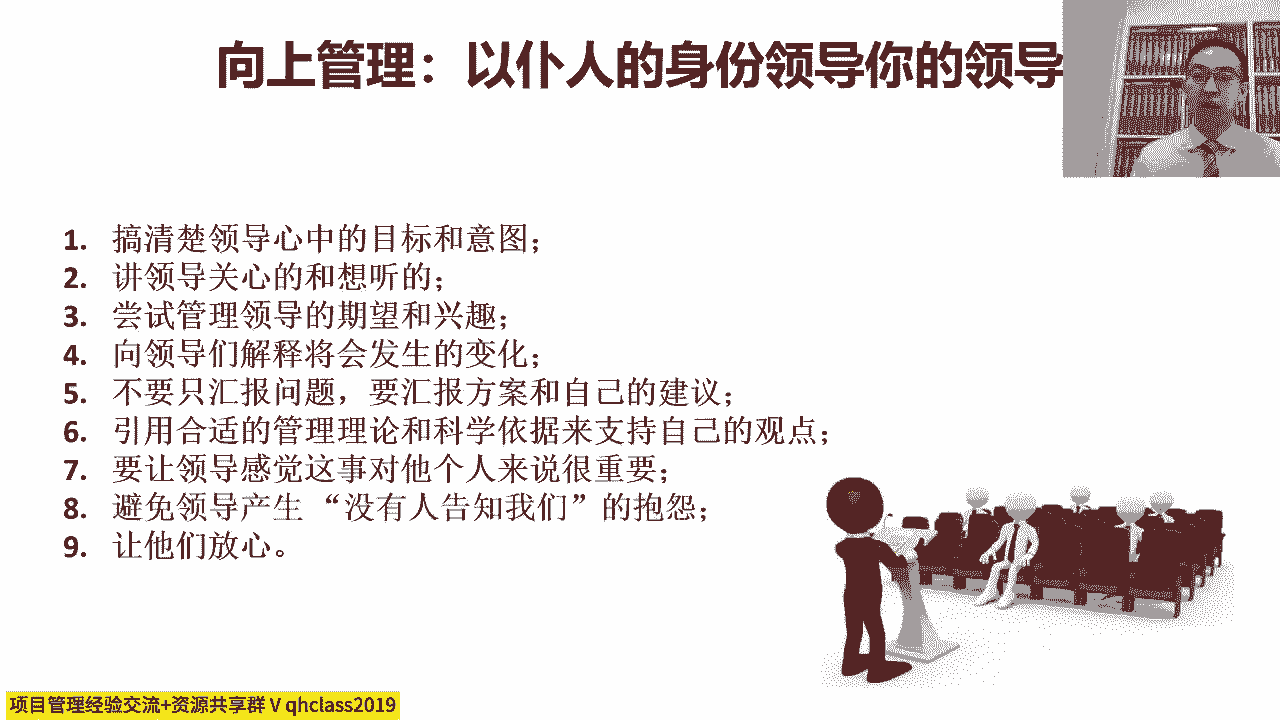 向上管理：以仆人的身份领导你的领导
1. 搞清楚领导心中的目标和意图；
2. 讲领导关心的和想听的；
3. 尝试管理领导的期望和兴趣；
4. 向领导们解释将会发生的变化；
5. 不要只汇报问题，要汇报方案和自己的建议；
6. 引用合适的管理理论和科学依据来支持自己的观点；
7. 要让领导感觉这事对他个人来说很重要；
8. 避免领导产生 “没有人告知我们”的抱怨；
9. 让他们放心。
项目管理经验交流+资源共享群 V qhclass2019